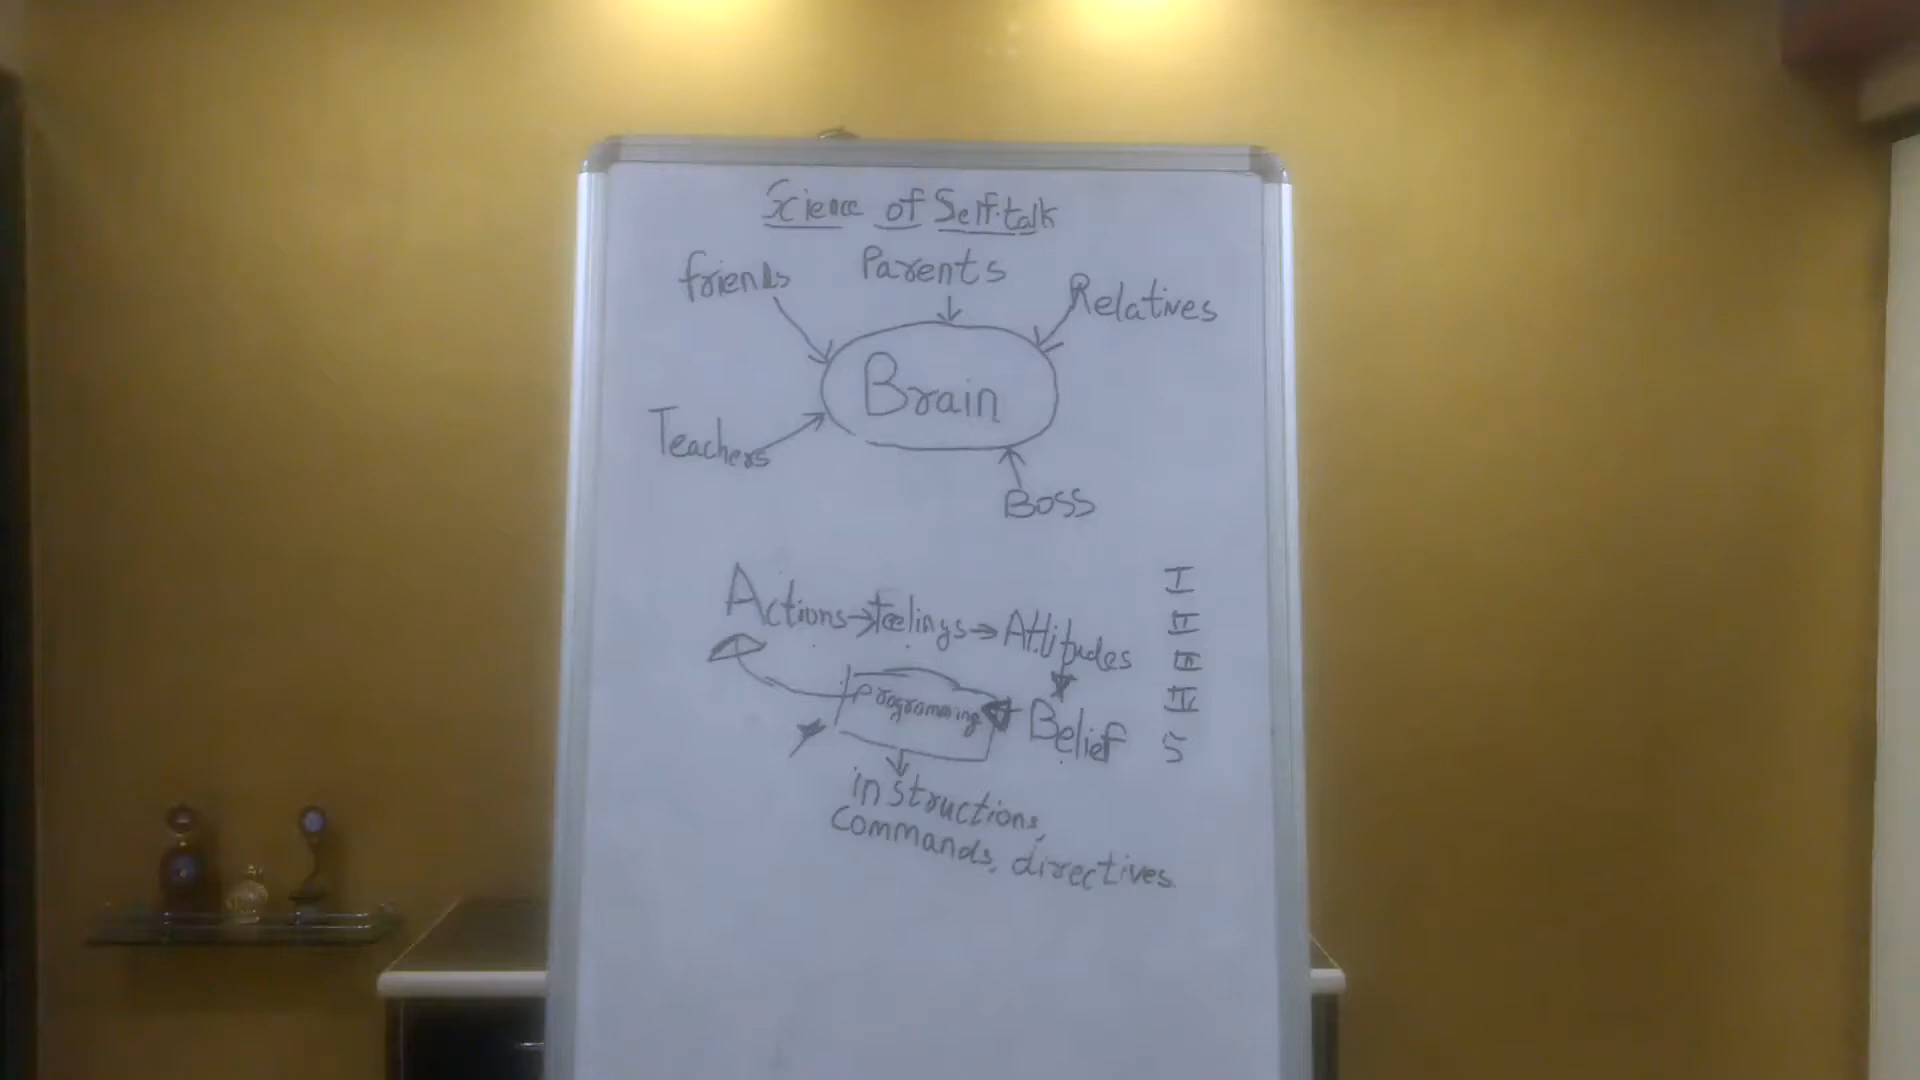 Science of Self-talk
friends
Parents
Relatives
Brain
Teachers
Boss
Actions→feelings→Attitudes
programming
Belief
instructions,
Commands, directives.
I
II
III
IV
5